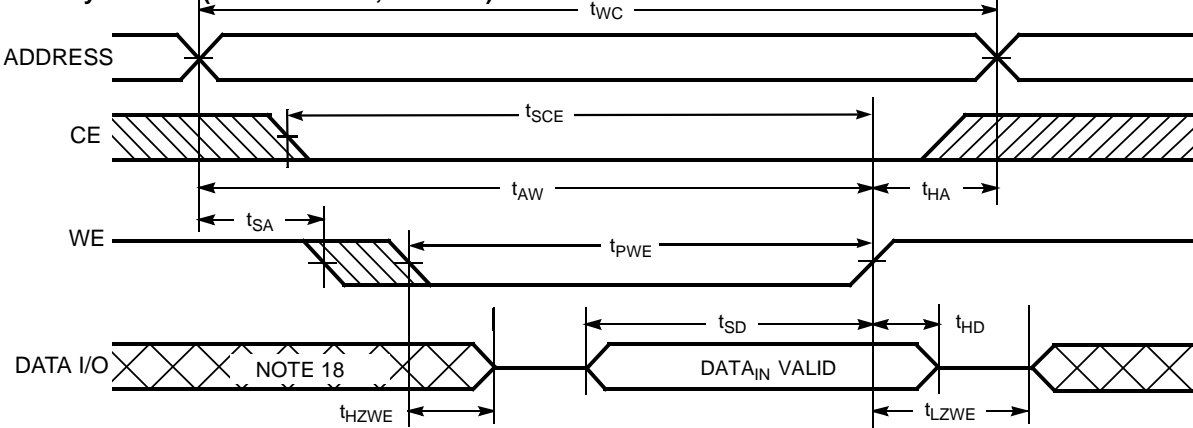 tWC
ADDRESS
CE
tSCE
tAW
tHA
tSA
WE
tPWE
tSD
tHD
DATA I/O
NOTE 18
DATAIN VALID
tHZWE
tLZWE